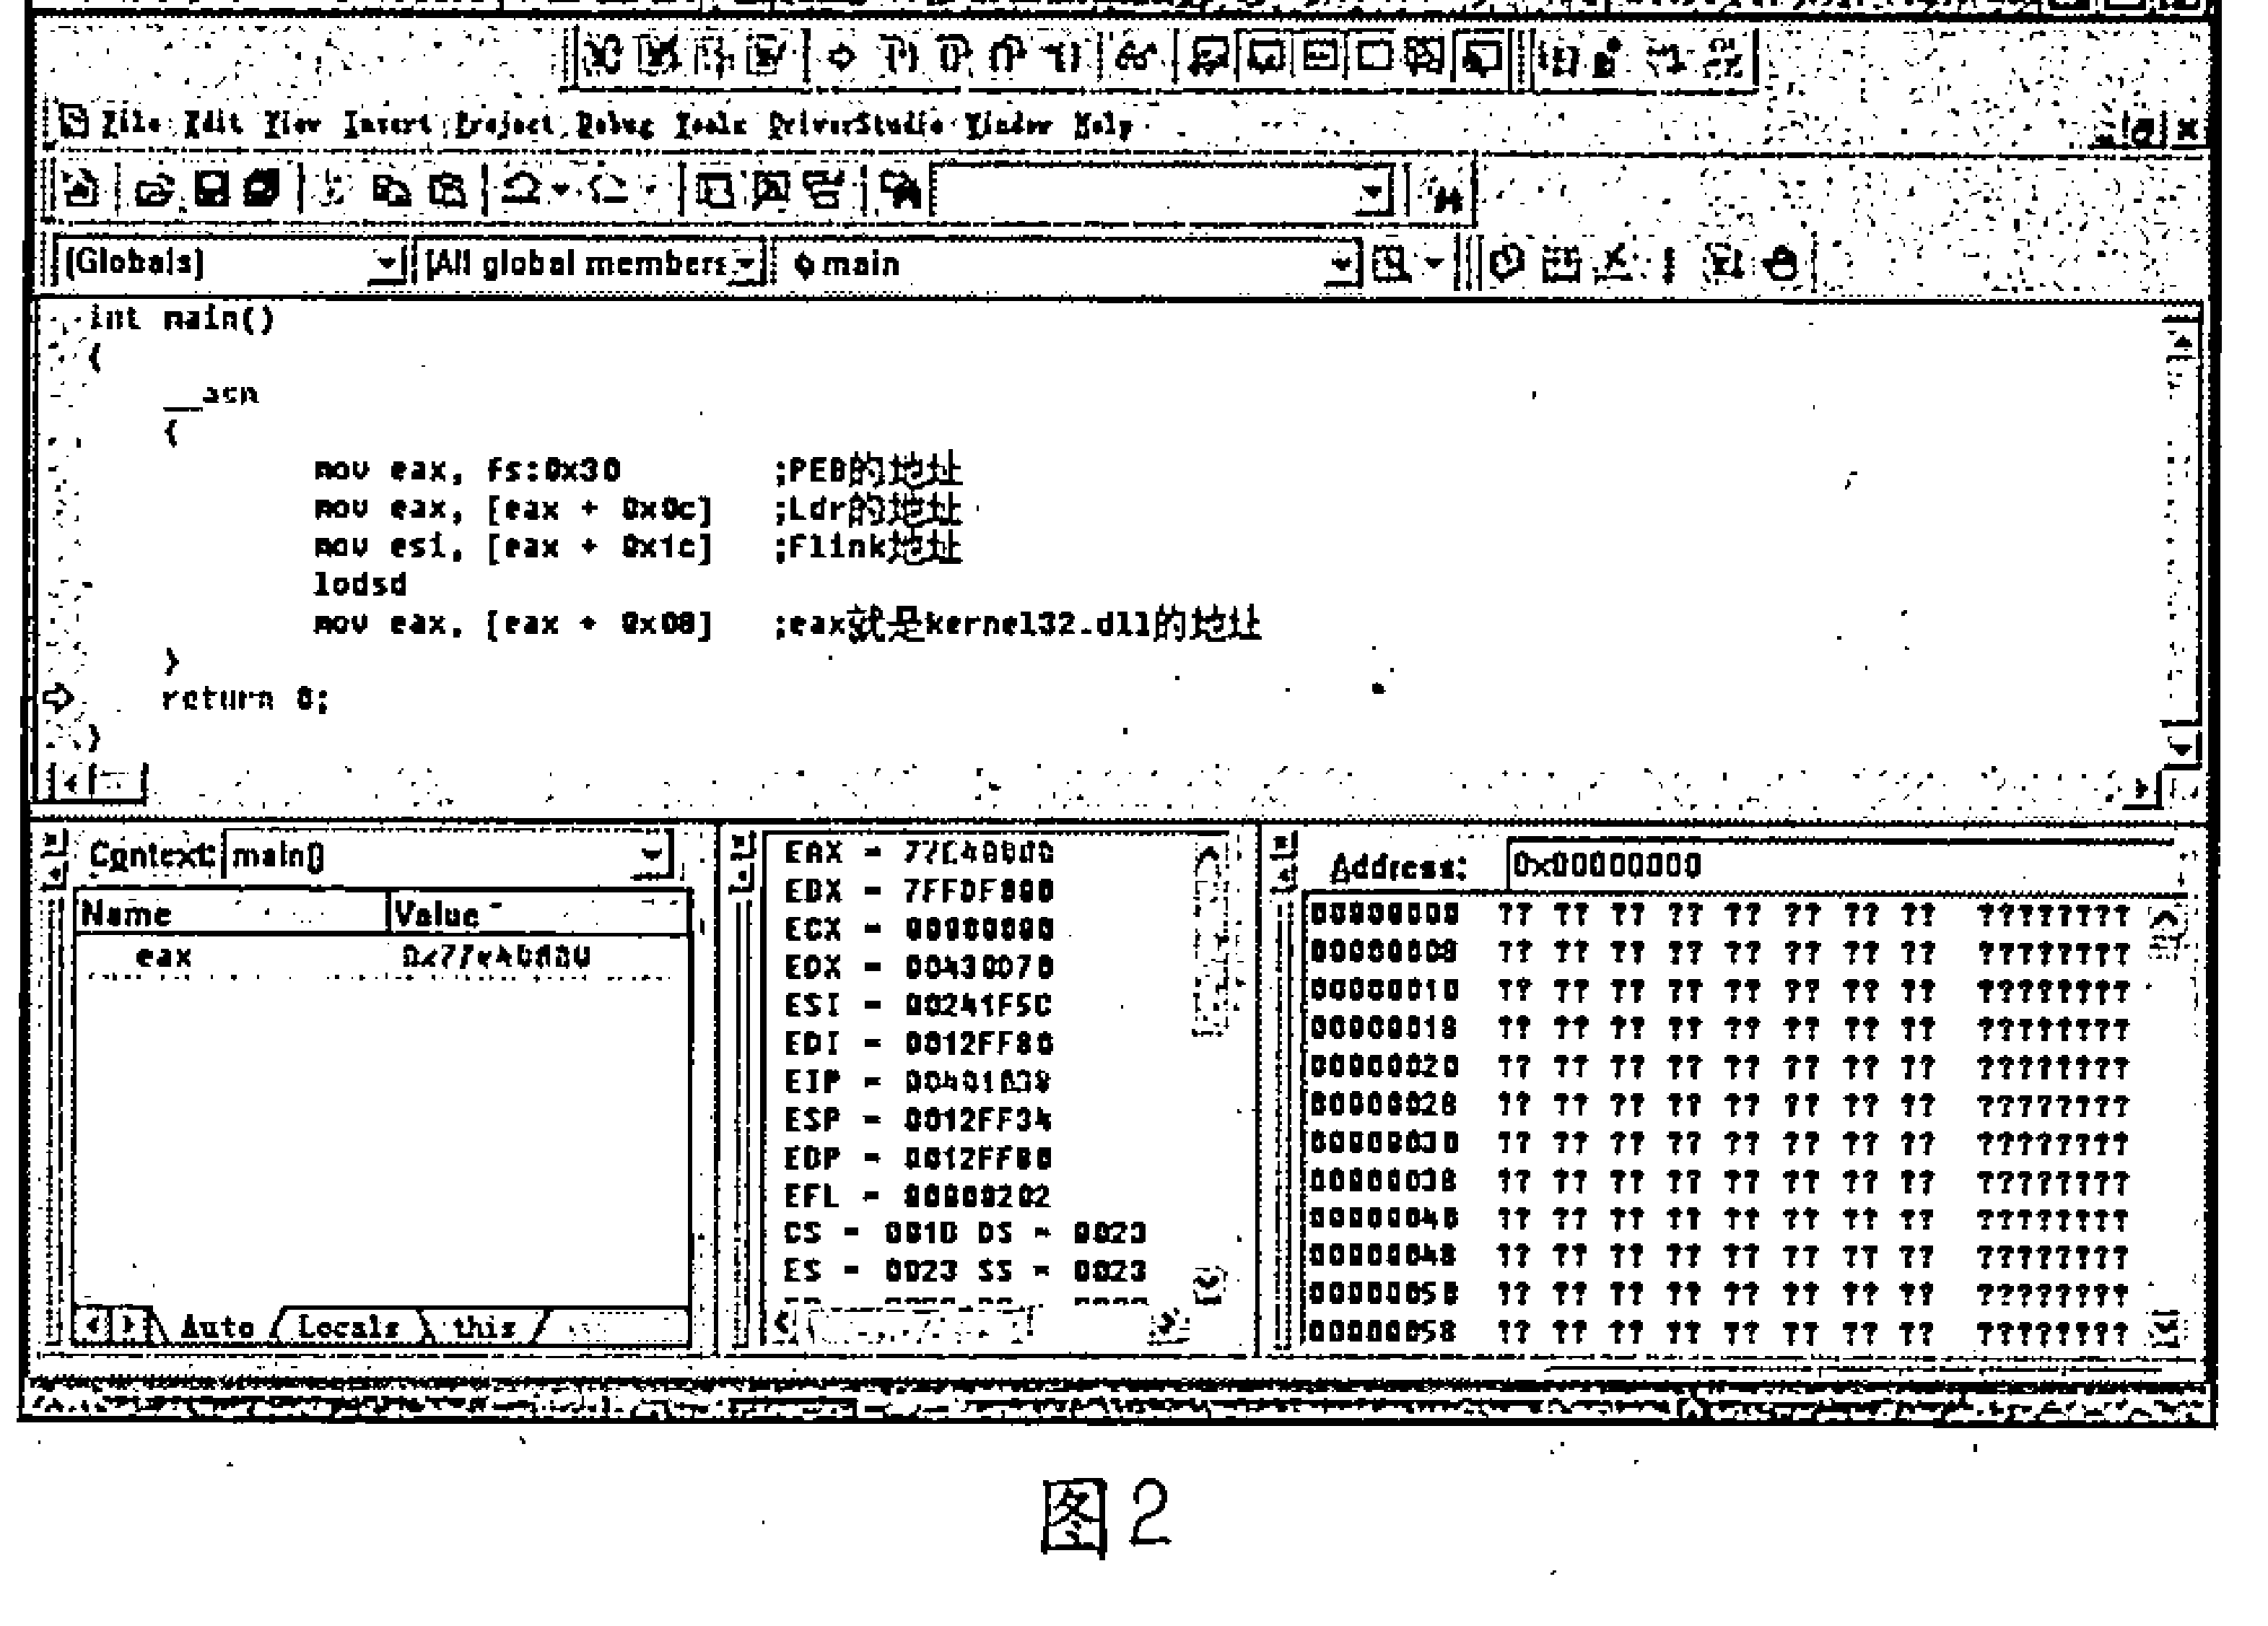 File Edit View Insert Project Debug Tools DriverStudio Window Help
(Globals) (All global members main
int main()
{
__asm
{
mov eax, fs:0x30 ;PEB的地址
mov eax, [eax + 0x0c] ;Ldr的地址
mov esi, [eax + 0x1c] ;Flink地址
lodsd
mov eax, [eax + 0x08] ;eax就是kernel32.dll的地址
}
return 0;
}
Context: main()
Name Value
eax
Auto Locals this
EAX =
EBX = 7FFDF000
ECX = 00000000
EDX =
ESI = 00241F5C
EDI = 0012FF80
EIP =
ESP = 0012FF34
EBP = 0012FF80
EFL = 00000202
CS = 001B DS = 0023
ES = 0023 SS = 0023
Address: 0x00000000
00000000 ?? ?? ?? ?? ?? ?? ?? ?? ????????
00000008 ?? ?? ?? ?? ?? ?? ?? ?? ????????
00000010 ?? ?? ?? ?? ?? ?? ?? ?? ????????
00000018 ?? ?? ?? ?? ?? ?? ?? ?? ????????
00000020 ?? ?? ?? ?? ?? ?? ?? ?? ????????
00000028 ?? ?? ?? ?? ?? ?? ?? ?? ????????
00000030 ?? ?? ?? ?? ?? ?? ?? ?? ????????
00000038 ?? ?? ?? ?? ?? ?? ?? ?? ????????
00000040 ?? ?? ?? ?? ?? ?? ?? ?? ????????
00000048 ?? ?? ?? ?? ?? ?? ?? ?? ????????
00000050 ?? ?? ?? ?? ?? ?? ?? ?? ????????
00000058 ?? ?? ?? ?? ?? ?? ?? ?? ????????
图2